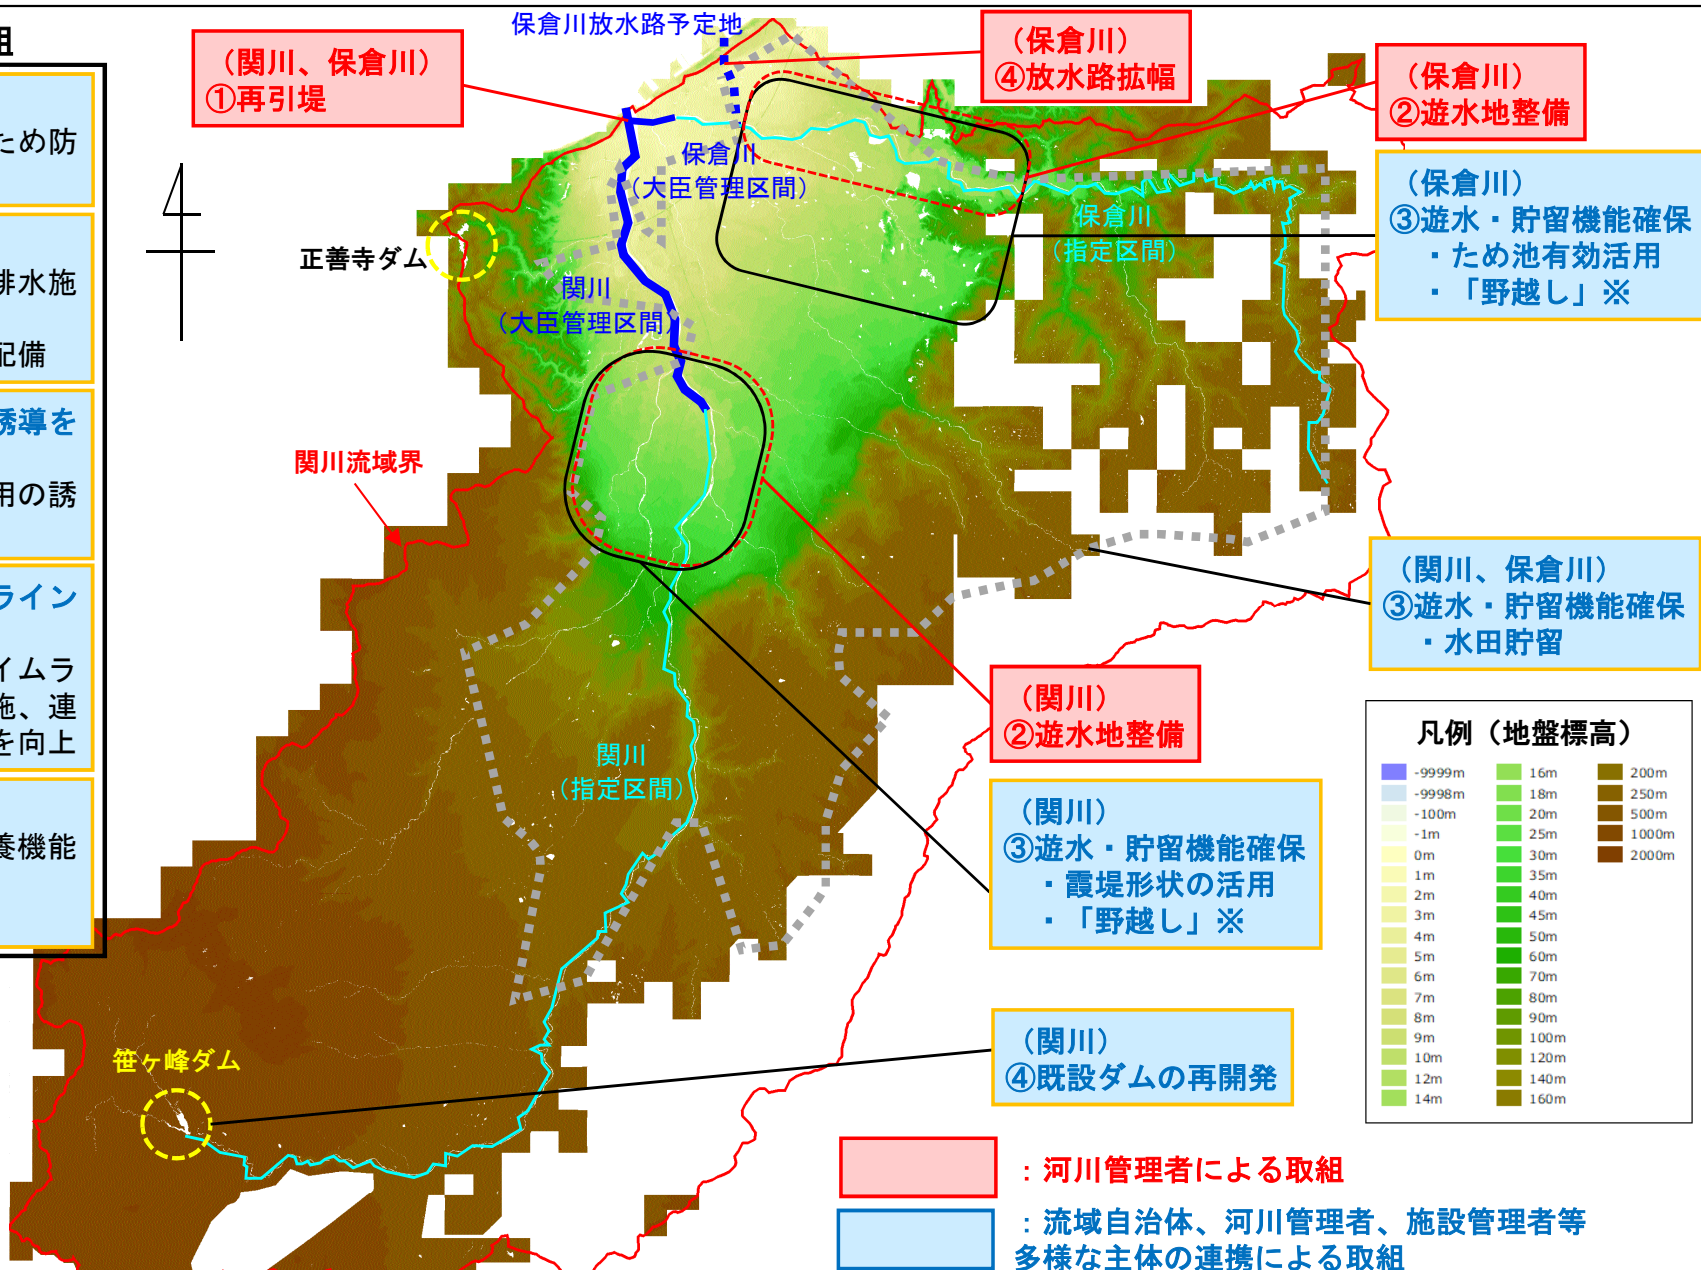 組
ため防
排水施
配備
誘導を
用の誘
ライン
イムラ
施、連
を向上
養機能
保倉川放水路予定地
（関川、保倉川）
①再引堤
（保倉川）
④放水路拡幅
（保倉川）
②遊水地整備
（保倉川）
③遊水・貯留機能確保
・ため池有効活用
・「野越し」※
保倉川
（大臣管理区間）
保倉川
（指定区間）
正善寺ダム
関川
（大臣管理区間）
関川流域界
（関川、保倉川）
③遊水・貯留機能確保
・水田貯留
（関川）
②遊水地整備
関川
（指定区間）
（関川）
③遊水・貯留機能確保
・霞堤形状の活用
・「野越し」※
笹ヶ峰ダム
（関川）
④既設ダムの再開発
凡例（地盤標高）
-9999m
-9998m
-100m
-1m
0m
1m
2m
3m
4m
5m
6m
7m
8m
9m
10m
12m
14m
16m
18m
20m
25m
30m
35m
40m
45m
50m
60m
70m
80m
90m
100m
120m
140m
160m
200m
250m
500m
1000m
2000m
：河川管理者による取組
：流域自治体、河川管理者、施設管理者等
多様な主体の連携による取組